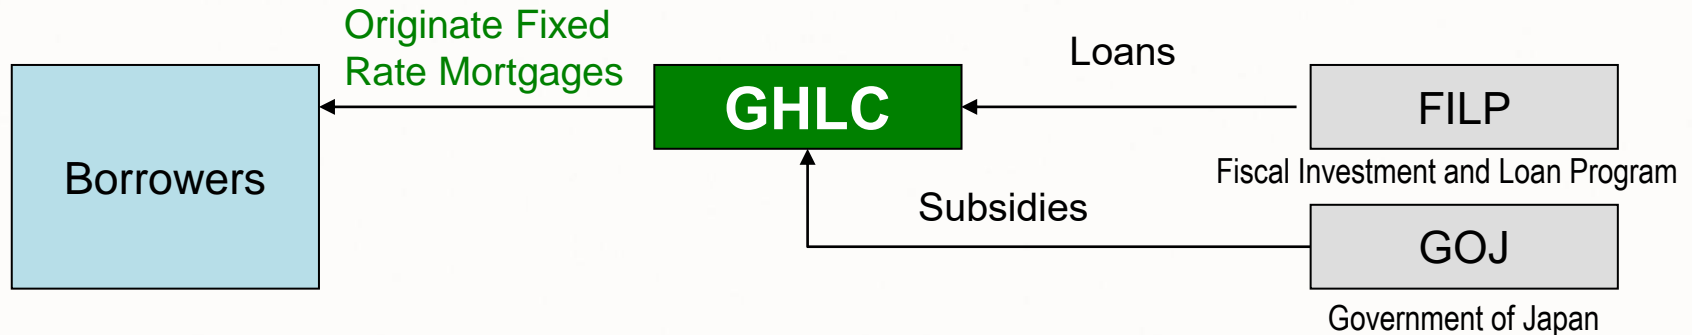 Originate Fixed
Rate Mortgages
Loans
Borrowers
GHLC
FILP
Fiscal Investment and Loan Program
Subsidies
GOJ
Government of Japan